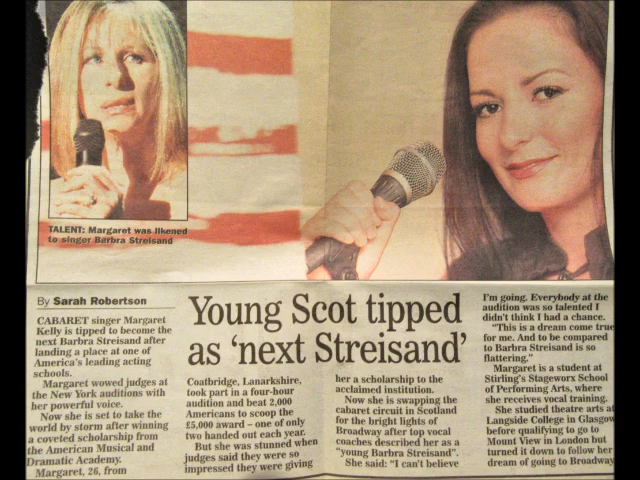 TALENT: Margaret was likened
to singer Barbra Streisand
By Sarah Robertson
Young Scot tipped
as ‘next Streisand’
CABARET singer Margaret
Kelly is tipped to become the
next Barbra Streisand after
landing a place at one of
America's leading acting
schools.
Margaret wowed judges at
the New York auditions with
her powerful voice.
Now she is set to take the
world by storm after winning
a coveted scholarship from
the American Musical and
Dramatic Academy.
Margaret, 26, from
Coatbridge, Lanarkshire,
took part in a four-hour
audition and beat 2,000
Americans to scoop the
£5,000 award – one of only
two handed out each year.
But she was stunned when
judges said they were so
impressed they were giving
her a scholarship to the
acclaimed institution.
Now she is swapping the
cabaret circuit in Scotland
for the bright lights of
Broadway after top vocal
coaches described her as a
"young Barbra Streisand".
She said: "I can't believe
I'm going. Everybody at the
audition was so talented I
didn't think I had a chance.
"This is a dream come true
for me. And to be compared
to Barbra Streisand is so
flattering."
Margaret is a student at
Stirling's Stageworx School
of Performing Arts, where
she receives vocal training.
She studied theatre arts at
Langside College in Glasgow
before qualifying to go to
Mount View in London but
turned it down to follow her
dream of going to Broadway